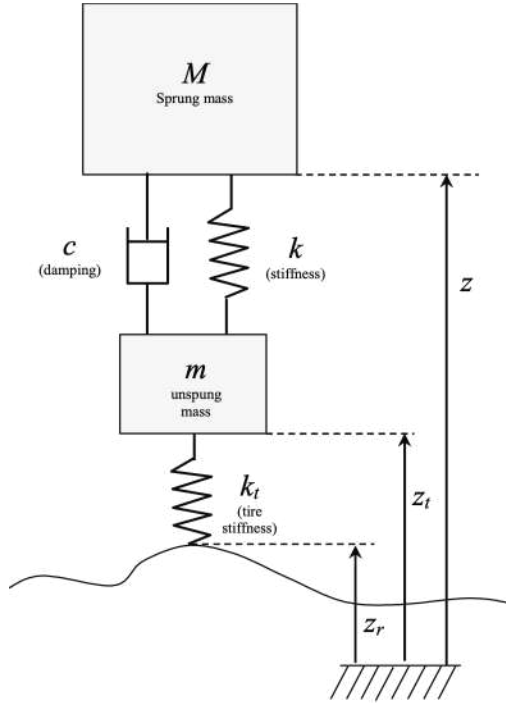 M
Sprung mass
c
(damping)
k
(stiffness)
z
m
unspung
mass
k_t
(tire
stiffness)
z_t
z_r